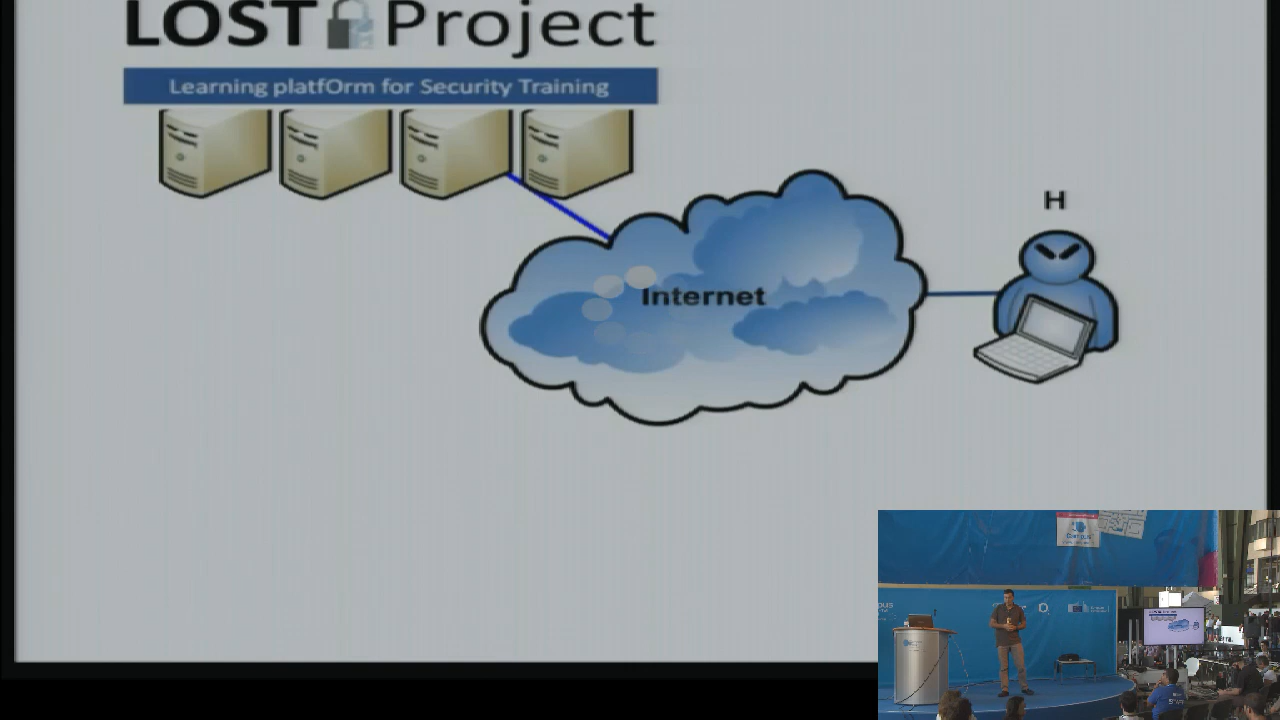 LOST Project
Learning platfOrm for Security Training
H
Internet